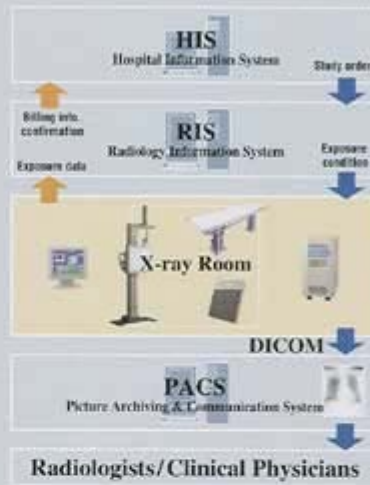 HIS
Hospital Information System
Study order
Billing info.
confirmation
RIS
Radiology Information System
Exposure data
Exposure
condition
X-ray Room
DICOM
PACS
Picture Archiving & Communication System
Radiologists/Clinical Physicians